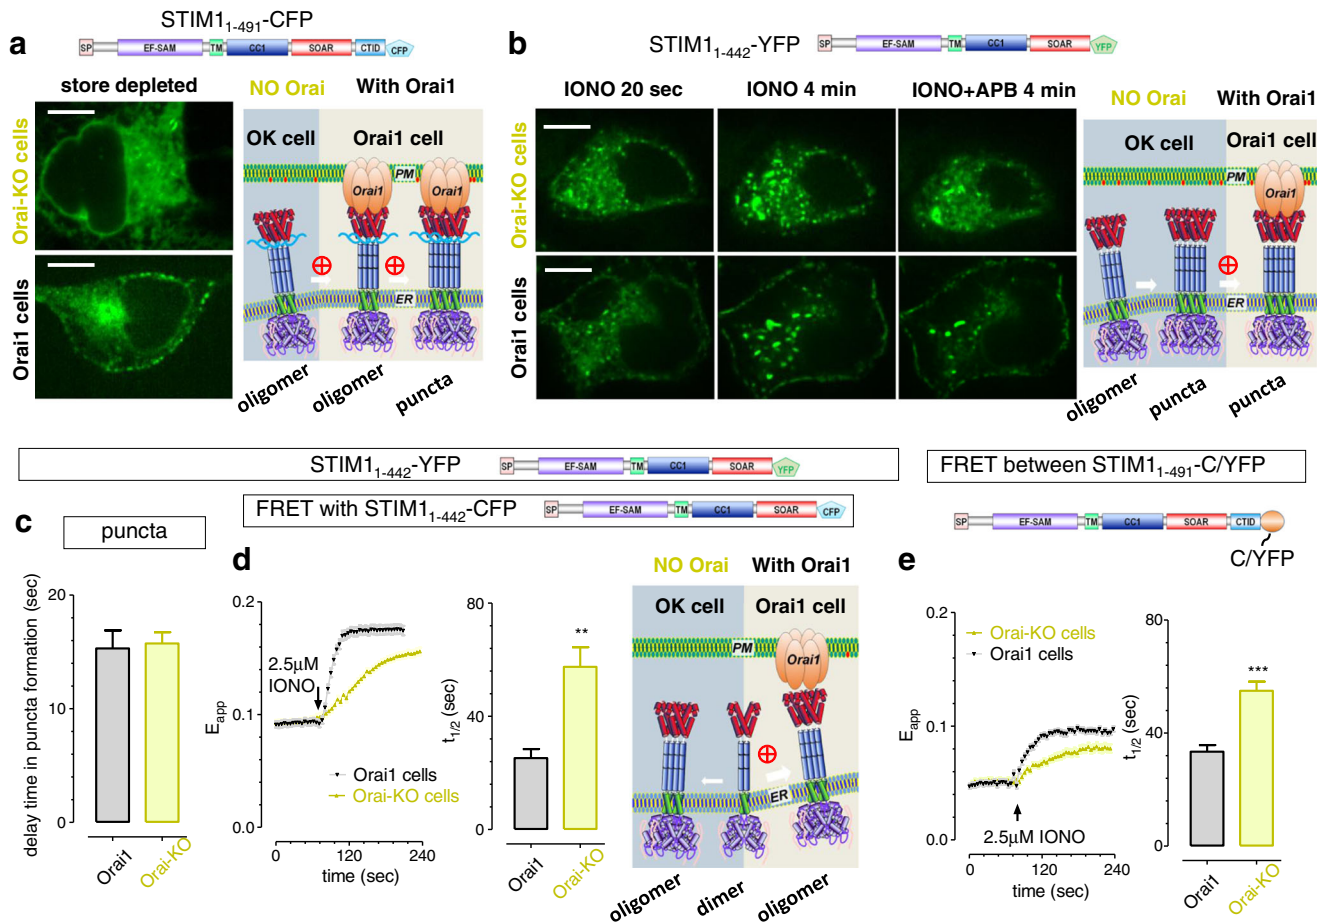 STIM1₁₋₄₉₁-CFP
a
SP EF-SAM TM CC1 SOAR CTID CFP
store depleted
NO Orai With Orai1
Orai-KO cells
Orai1 cells
OK cell Orai1 cell
PM
Orai1 Orai1
ER
oligomer oligomer puncta
b
STIM1₁₋₄₄₂-YFP
SP EF-SAM TM CC1 SOAR YFP
IONO 20 sec IONO 4 min IONO+APB 4 min
NO Orai With Orai1
Orai-KO cells
Orai1 cells
OK cell Orai1 cell
PM
Orai1
ER
oligomer puncta puncta
STIM1₁₋₄₄₂-YFP SP EF-SAM TM CC1 SOAR YFP
FRET with STIM1₁₋₄₄₂-CFP SP EF-SAM TM CC1 SOAR CFP
FRET between STIM1₁₋₄₉₁-C/YFP
SP EF-SAM TM CC1 SOAR CTID
C/YFP
c
puncta
delay time in puncta formation (sec)
20
10
0
Orai1 Orai-KO
d
Eapp
0.2
0.1
0.0
2.5µM
IONO
Orai1 cells
Orai-KO cells
0 120 240
time (sec)
t1/2 (sec)
80
40
0
**
Orai1 Orai-KO
NO Orai With Orai1
OK cell Orai1 cell
PM
Orai1
ER
oligomer dimer oligomer
e
Eapp
0.2
0.1
0.0
Orai-KO cells
Orai1 cells
2.5µM IONO
0 120 240
time (sec)
t1/2 (sec)
80
40
0
***
Orai1 Orai-KO